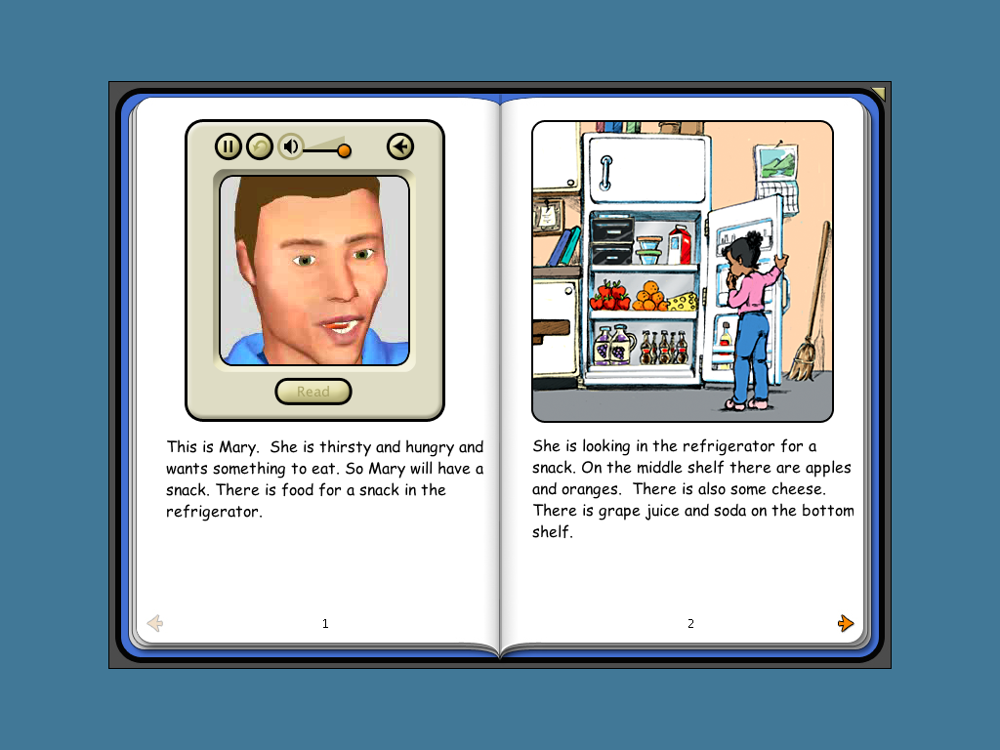 Read
This is Mary.  She is thirsty and hungry and
wants something to eat. So Mary will have a
snack. There is food for a snack in the
refrigerator.
1
She is looking in the refrigerator for a
snack. On the middle shelf there are apples
and oranges.  There is also some cheese.
There is grape juice and soda on the bottom
shelf.
2